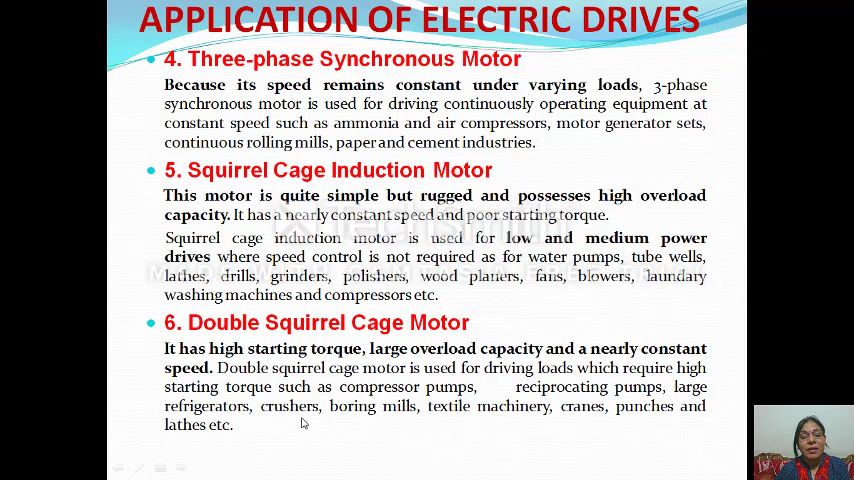 APPLICATION OF ELECTRIC DRIVES
4. Three-phase Synchronous Motor
Because its speed remains constant under varying loads, 3-phase
synchronous motor is used for driving continuously operating equipment at
constant speed such as ammonia and air compressors, motor generator sets,
continuous rolling mills, paper and cement industries.
5. Squirrel Cage Induction Motor
This motor is quite simple but rugged and possesses high overload
capacity. It has a nearly constant speed and poor starting torque.
TechSmith
Squirrel cage induction motor is used for low and medium power
drives where speed control is not required as for water pumps, tube wells,
MADE WITH CAMTASIA FREE TRIAL
lathes, drills, grinders, polishers, wood planers, fans, blowers, laundary
washing machines and compressors etc.
6. Double Squirrel Cage Motor
It has high starting torque, large overload capacity and a nearly constant
speed. Double squirrel cage motor is used for driving loads which require high
starting torque such as compressor pumps, reciprocating pumps, large
refrigerators, crushers, boring mills, textile machinery, cranes, punches and
lathes etc.